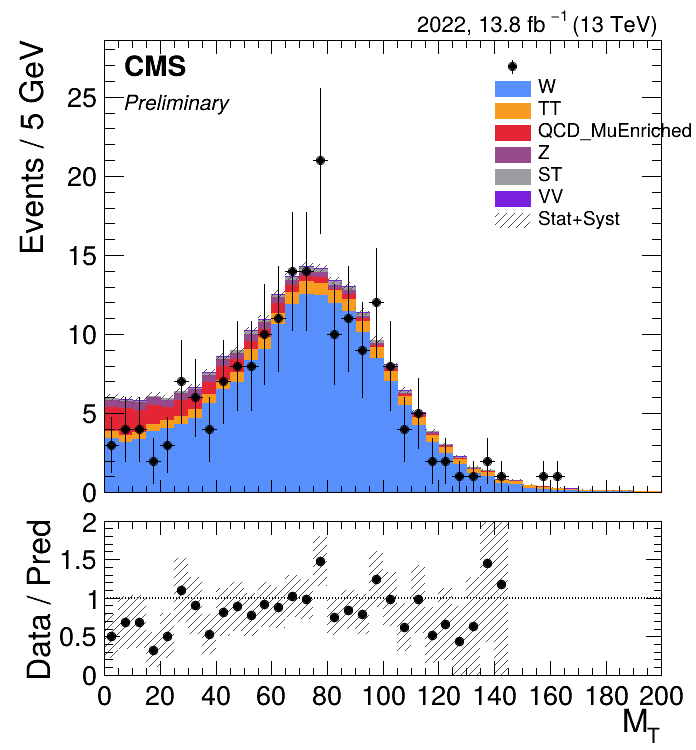 2022, 13.8 fb⁻¹ (13 TeV)
Events / 5 GeV
CMS
Preliminary
W
TT
QCD_MuEnriched
Z
ST
VV
Stat+Syst
25
20
15
10
5
0
Data / Pred
2
1.5
1
0.5
0
0 20 40 60 80 100 120 140 160 180 200
M_T